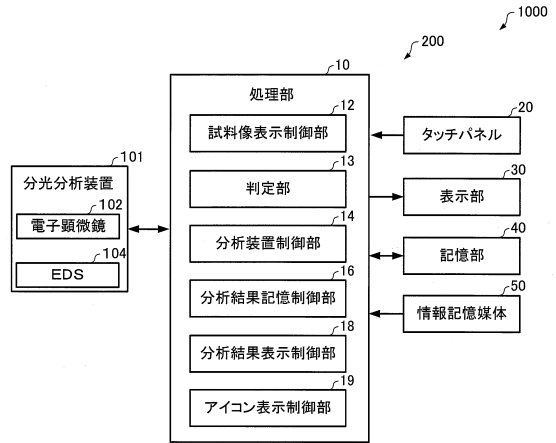 1000
200
10
処理部
12
試料像表示制御部
13
判定部
14
分析装置制御部
16
分析結果記憶制御部
18
分析結果表示制御部
19
アイコン表示制御部
101
分光分析装置
102
電子顕微鏡
104
EDS
20
タッチパネル
30
表示部
40
記憶部
50
情報記憶媒体